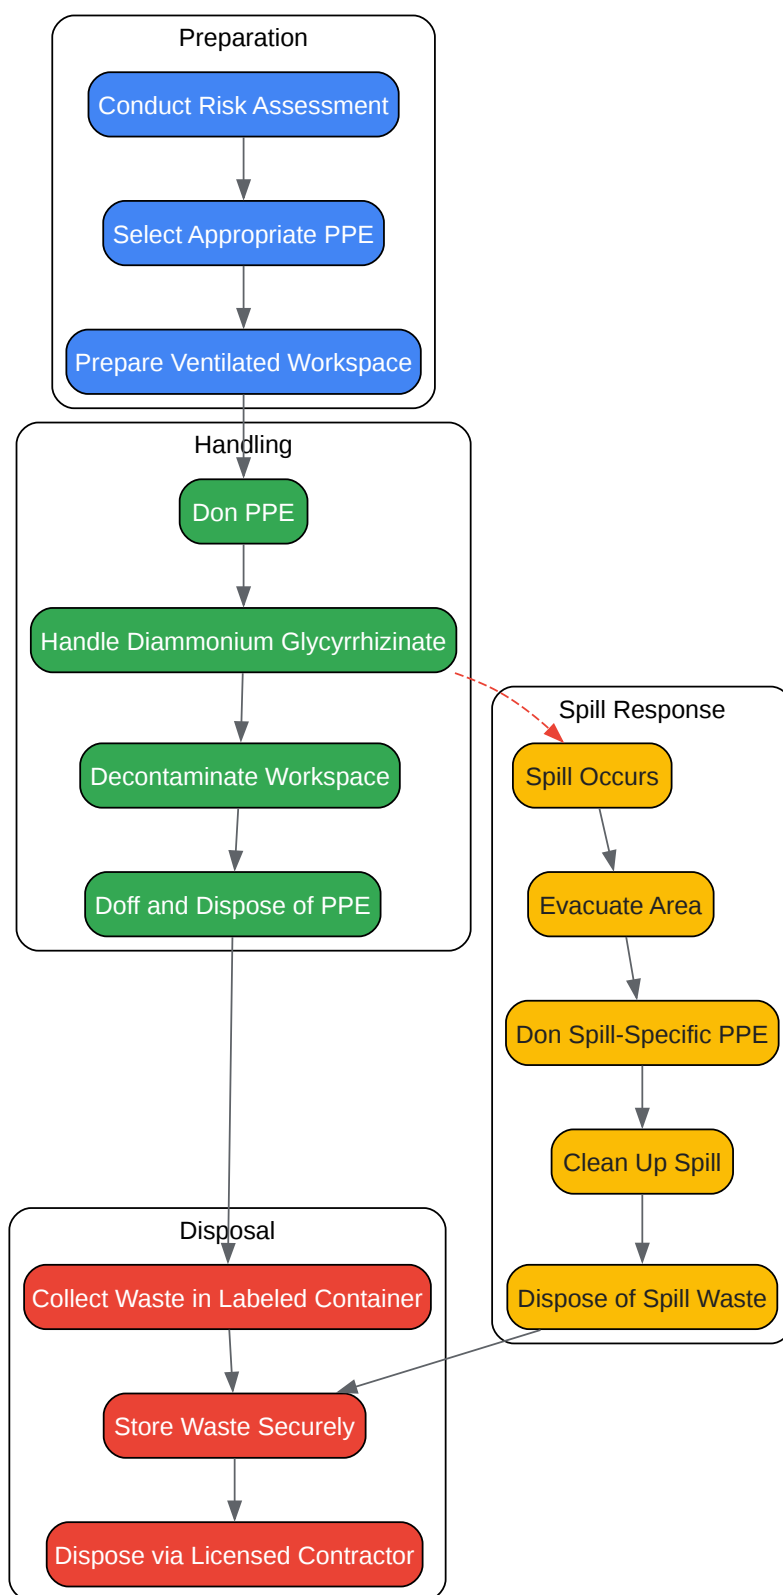 Preparation
Conduct Risk Assessment
Select Appropriate PPE
Prepare Ventilated Workspace
Handling
Don PPE
Handle Diammonium Glycyrrhizinate
Decontaminate Workspace
Doff and Dispose of PPE
Spill Response
Spill Occurs
Evacuate Area
Don Spill-Specific PPE
Clean Up Spill
Dispose of Spill Waste
Disposal
Collect Waste in Labeled Container
Store Waste Securely
Dispose via Licensed Contractor